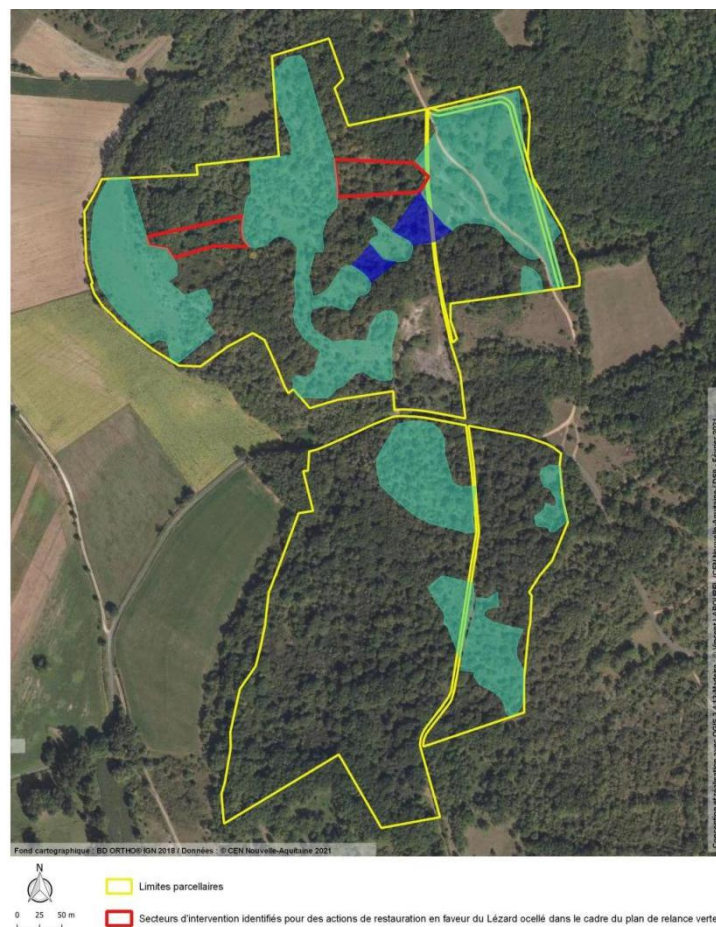 Fond cartographique : BD ORTHO® IGN 2018 / Données : © CEN Nouvelle-Aquitaine 2021
N
0 25 50 m
Limites parcellaires
Secteurs d'intervention identifiés pour des actions de restauration en faveur du Lézard ocellé dans le cadre du plan de relance verte